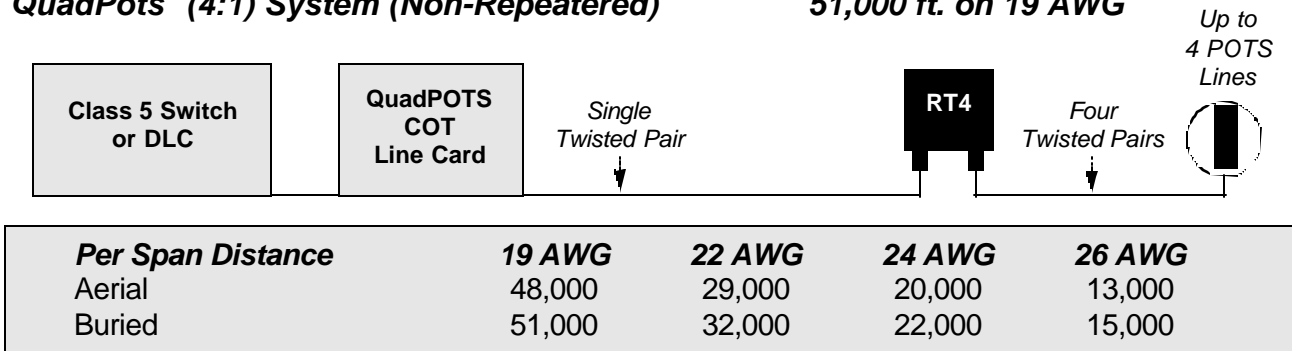 QuadPots (4:1) System (Non-Repeatered) 51,000 ft. on 19 AWG
Up to
4 POTS
Lines
Class 5 Switch
or DLC
QuadPOTS
COT
Line Card
Single
Twisted Pair
RT4
Four
Twisted Pairs
Per Span Distance 19 AWG 22 AWG 24 AWG 26 AWG
Aerial 48,000 29,000 20,000 13,000
Buried 51,000 32,000 22,000 15,000